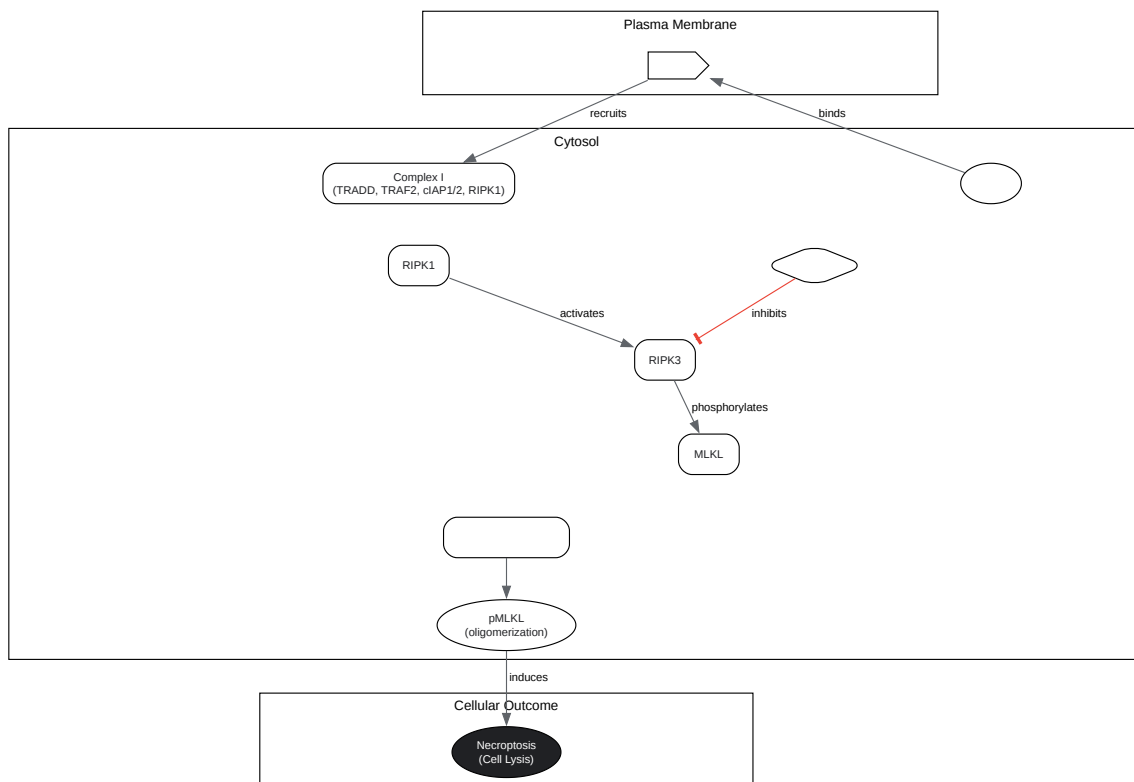 Plasma Membrane
recruits
binds
Cytosol
Complex I
(TRADD, TRAF2, cIAP1/2, RIPK1)
RIPK1
activates
inhibits
RIPK3
phosphorylates
MLKL
pMLKL
(oligomerization)
induces
Cellular Outcome
Necroptosis
(Cell Lysis)